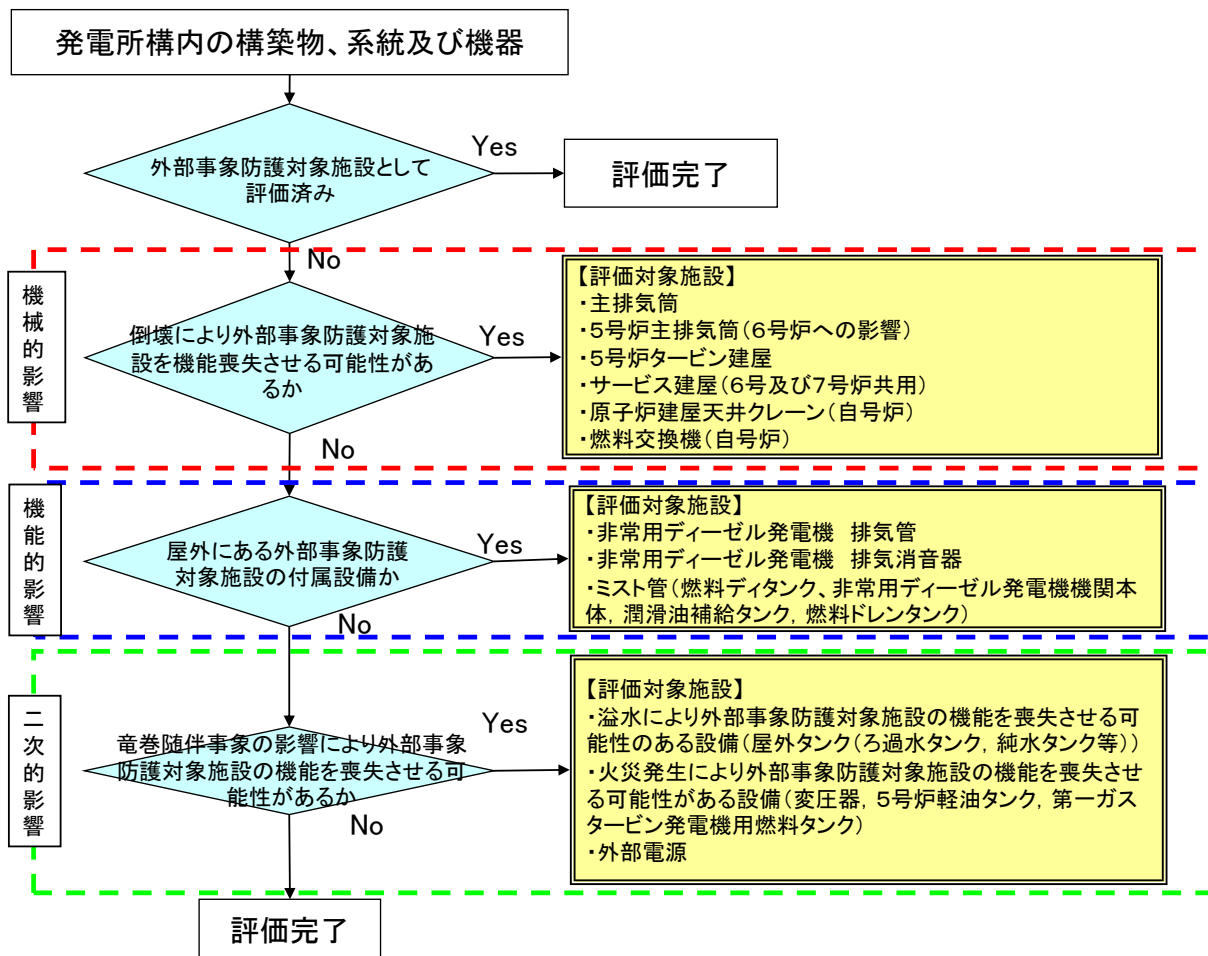 発電所構内の構築物、系統及び機器
外部事象防護対象施設として
評価済み
Yes
評価完了
No
機械的影響
倒壊により外部事象防護対象施
設を機能喪失させる可能性があ
るか
Yes
【評価対象施設】
・主排気筒
・5号炉主排気筒(6号炉への影響)
・5号炉タービン建屋
・サービス建屋(6号及び7号炉共用)
・原子炉建屋天井クレーン(自号炉)
・燃料交換機(自号炉)
No
機能的影響
屋外にある外部事象防護
対象施設の付属設備か
Yes
【評価対象施設】
・非常用ディーゼル発電機 排気管
・非常用ディーゼル発電機 排気消音器
・ミスト管(燃料ディタンク、非常用ディーゼル発電機機関本
体, 潤滑油補給タンク, 燃料ドレンタンク)
No
二次的影響
竜巻随伴事象の影響により外部事象
防護対象施設の機能を喪失させる可
能性があるか
Yes
【評価対象施設】
・溢水により外部事象防護対象施設の機能を喪失させる可
能性のある設備(屋外タンク(ろ過水タンク, 純水タンク等))
・火災発生により外部事象防護対象施設の機能を喪失させ
る可能性がある設備(変圧器, 5号炉軽油タンク, 第一ガス
タービン発電機用燃料タンク)
・外部電源
No
評価完了